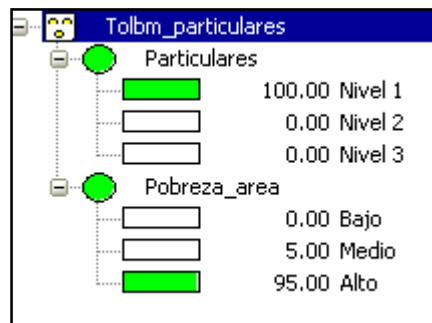 Tolbm_particulares
Particulares
100.00 Nivel 1
0.00 Nivel 2
0.00 Nivel 3
Pobreza_area
0.00 Bajo
5.00 Medio
95.00 Alto